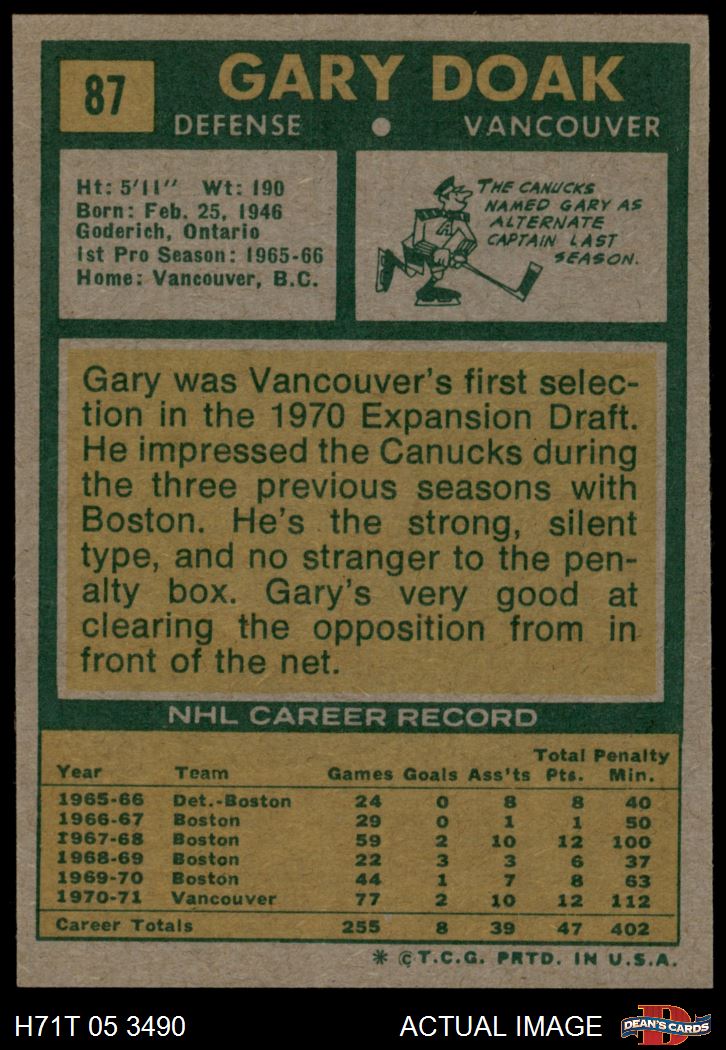 87
GARY DOAK
DEFENSE • VANCOUVER
Ht: 5'11" Wt: 190
Born: Feb. 25, 1946
Goderich, Ontario
1st Pro Season: 1965-66
Home: Vancouver, B.C.
THE CANUCKS
NAMED GARY AS
ALTERNATE
CAPTAIN LAST
SEASON.
A
Gary was Vancouver's first selec-
tion in the 1970 Expansion Draft.
He impressed the Canucks during
the three previous seasons with
Boston. He's the strong, silent
type, and no stranger to the pen-
alty box. Gary's very good at
clearing the opposition from in
front of the net.
NHL CAREER RECORD
Total Penalty
Year Team Games Goals Ass'ts Pts. Min.
1965-66 Det.-Boston 24 0 8 8 40
1966-67 Boston 29 0 1 1 50
1967-68 Boston 59 2 10 12 100
1968-69 Boston 22 3 3 6 37
1969-70 Boston 44 1 7 8 63
1970-71 Vancouver 77 2 10 12 112
Career Totals 255 8 39 47 402
* © T.C.G. PRTD. IN U.S.A.
H71T 05 3490 ACTUAL IMAGE
D
DEAN'S CARDS